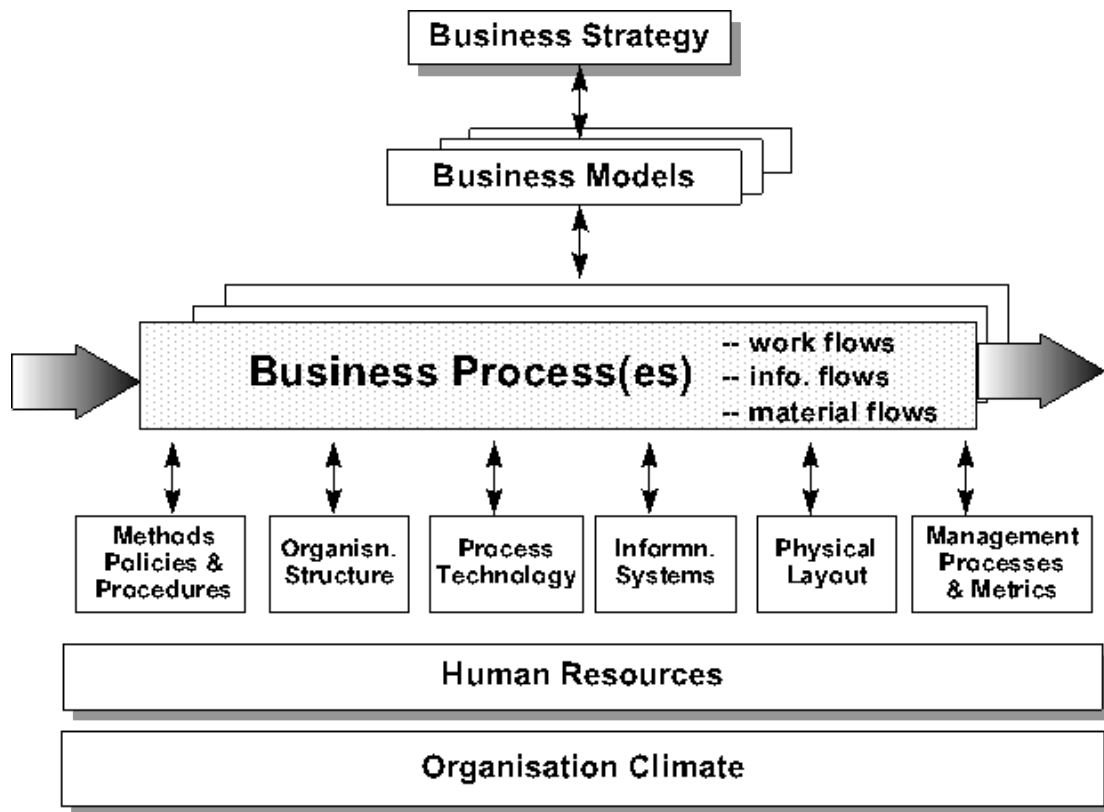 Business Strategy
Business Models
Business Process(es)
-- work flows
-- info. flows
-- material flows
Methods
Policies &
Procedures
Organisn.
Structure
Process
Technology
Informn.
Systems
Physical
Layout
Management
Processes
& Metrics
Human Resources
Organisation Climate